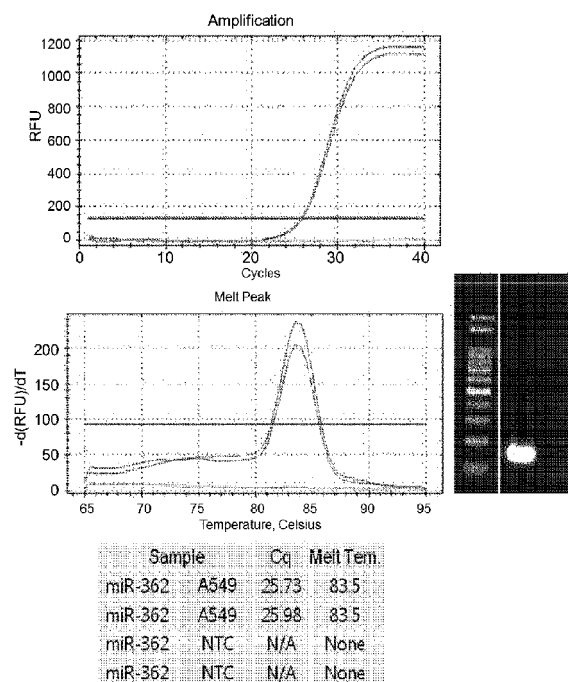 Amplification
1200
1000
800
600
400
200
0
RFU
0 10 20 30 40
Cycles
Melt Peak
200
150
100
50
0
-d(RFU)/dT
65 70 75 80 85 90 95
Temperature, Celsius
Sample Cq Melt Tem.
miR-362 A549 25.73 83.5
miR-362 A549 25.98 83.5
miR-362 NTC N/A None
miR-362 NTC N/A None